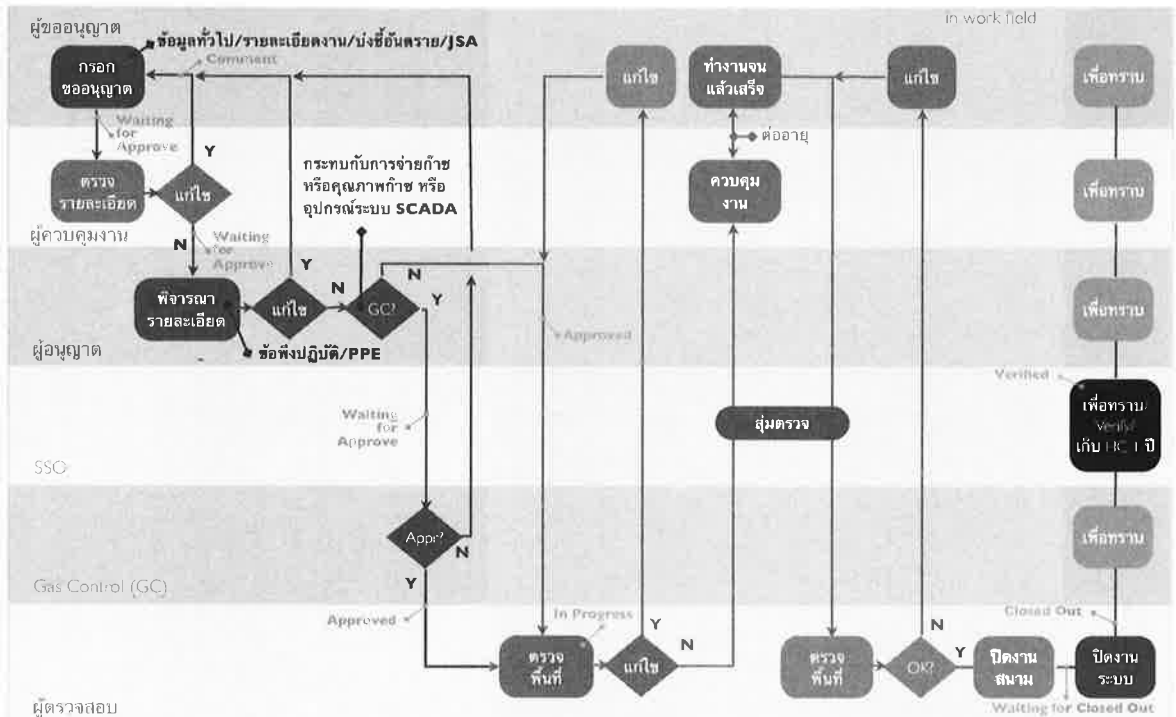 ผู้ขออนุญาต
in work field
ข้อมูลทั่วไป/รายละเอียดงาน/บ่งชี้อันตราย/JSA
กรอก
ขออนุญาต
Comment
แก้ไข
ทำงานจน
แล้วเสร็จ
แก้ไข
เพื่อทราบ
Waiting
for
Approve
Y
ต่ออายุ
ตรวจ
รายละเอียด
แก้ไข
กระทบกับการจ่ายก๊าซ
หรือคุณภาพก๊าซ หรือ
อุปกรณ์ระบบ SCADA
ควบคุม
งาน
เพื่อทราบ
ผู้ควบคุมงาน
N
Waiting
for
Approve
Y
N
N
Y
พิจารณา
รายละเอียด
แก้ไข
GC?
เพื่อทราบ
Approved
ผู้อนุญาต
ข้อพึงปฏิบัติ/PPE
Verified
Waiting
for
Approve
สุ่มตรวจ
เพื่อทราบ/
Verify/
เก็บ 1 ปี
SSO
Appr?
N
เพื่อทราบ
Y
Gas Control (GC)
Approved
In Progress
Closed Out
Y
N
N
Y
ตรวจ
พื้นที่
แก้ไข
ตรวจ
พื้นที่
OK?
ปิดงาน
สนาม
ปิดงาน
ระบบ
Waiting for Closed Out
ผู้ตรวจสอบ